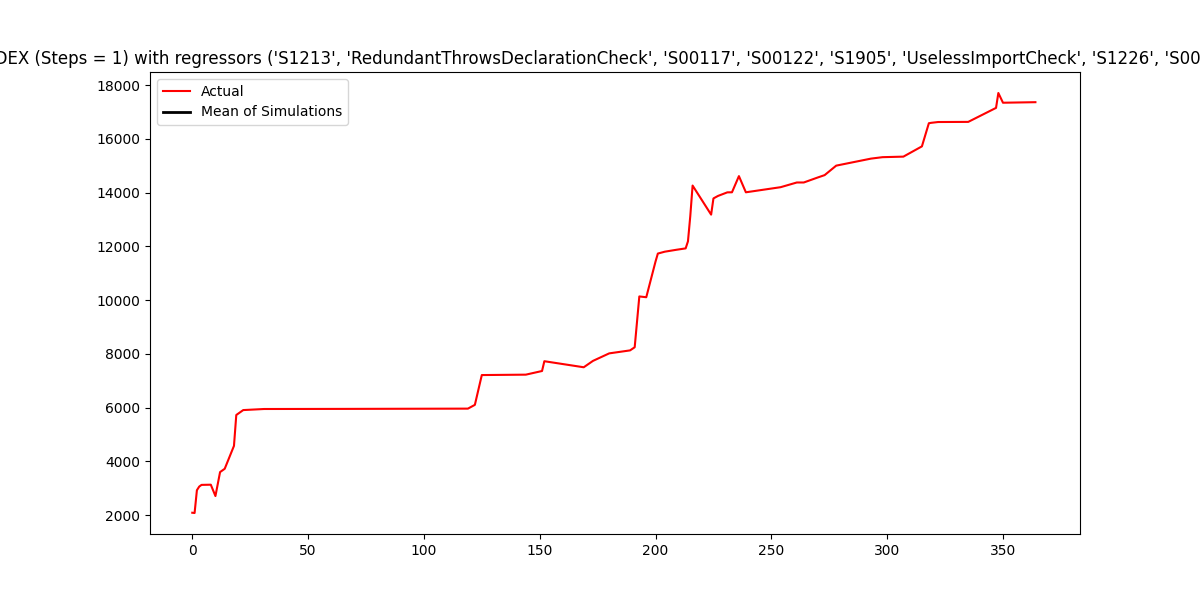 DEX (Steps = 1) with regressors ('S1213', 'RedundantThrowsDeclarationCheck', 'S00117', 'S00122', 'S1905', 'UselessImportCheck', 'S1226', 'S00
Actual
Mean of Simulations
18000
16000
14000
12000
10000
8000
6000
4000
2000
0 50 100 150 200 250 300 350